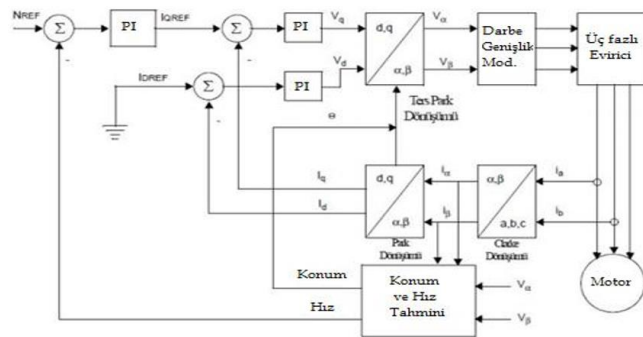 NREF
Σ
PI
IQREF
Σ
PI
Vq
d,q
α,β
Vα
Vβ
Darbe
Genişlik
Mod.
Üç fazlı
Evirici
IDREF
Σ
PI
Vd
Ters Park
Dönüşümü
Θ
Iq
Id
d,q
α,β
Park
Dönüşümü
iα
iβ
α,β
a,b,c
Clarke
Dönüşümü
ia
ib
Motor
Konum
Hız
Konum
ve Hız
Tahmini
Vα
Vβ